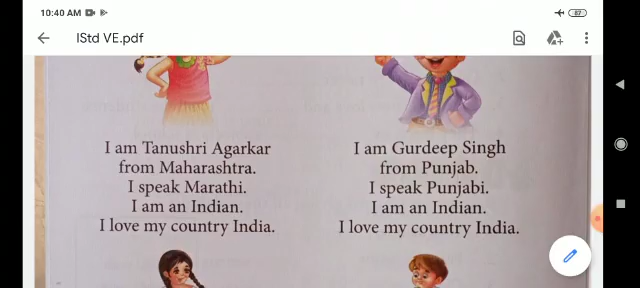 10:40 AM
87
IStd VE.pdf
I am Tanushri Agarkar
from Maharashtra.
I speak Marathi.
I am an Indian.
I love my country India.
I am Gurdeep Singh
from Punjab.
I speak Punjabi.
I am an Indian.
I love my country India.